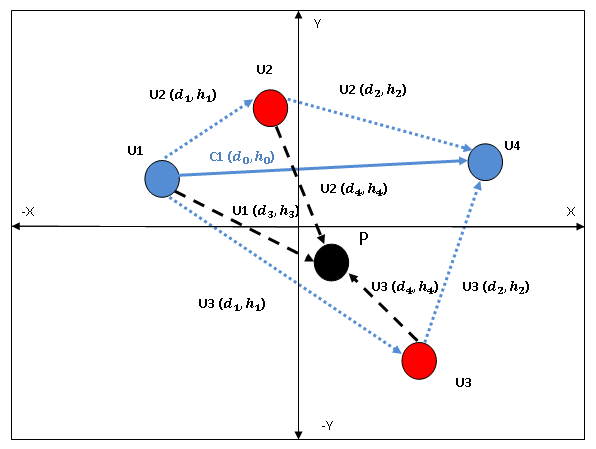 Y
U2
U2 (d₁, h₁)
U2 (d₂, h₂)
U1
U4
C1 (d₀, h₀)
U2 (d₄, h₄)
-X
U1 (d₃, h₃)
X
P
U3 (d₄, h₄)
U3 (d₂, h₂)
U3 (d₁, h₁)
U3
-Y